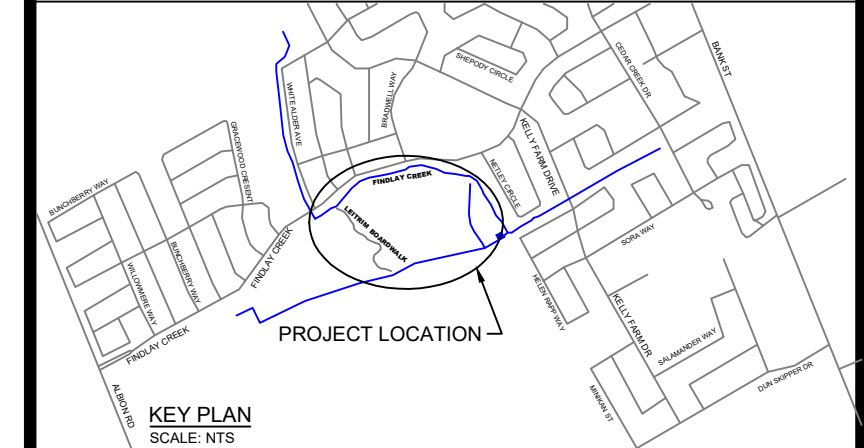 SHEPODY CIRCLE
CEDAR CREEK DR
BANK ST
WHITE ALDER AVE
BRADWELL WAY
GRACEWOOD CRESENT
KELLY FARM DRIVE
NETLEY CIRCLE
FINDLAY CREEK
BUNCHBERRY WAY
LEITRIM BOARDWALK
FINDLAY CREEK
SORA WAY
BUNCHBERRY WAY
WILLOWMERE WAY
HELEN RAPP WAY
PROJECT LOCATION
KELLY FARM DR
FINDLAY CREEK
SALAMANDER WAY
DUN SKIPPER DR
ALBION RD
MINIKAN ST
KEY PLAN
SCALE: NTS